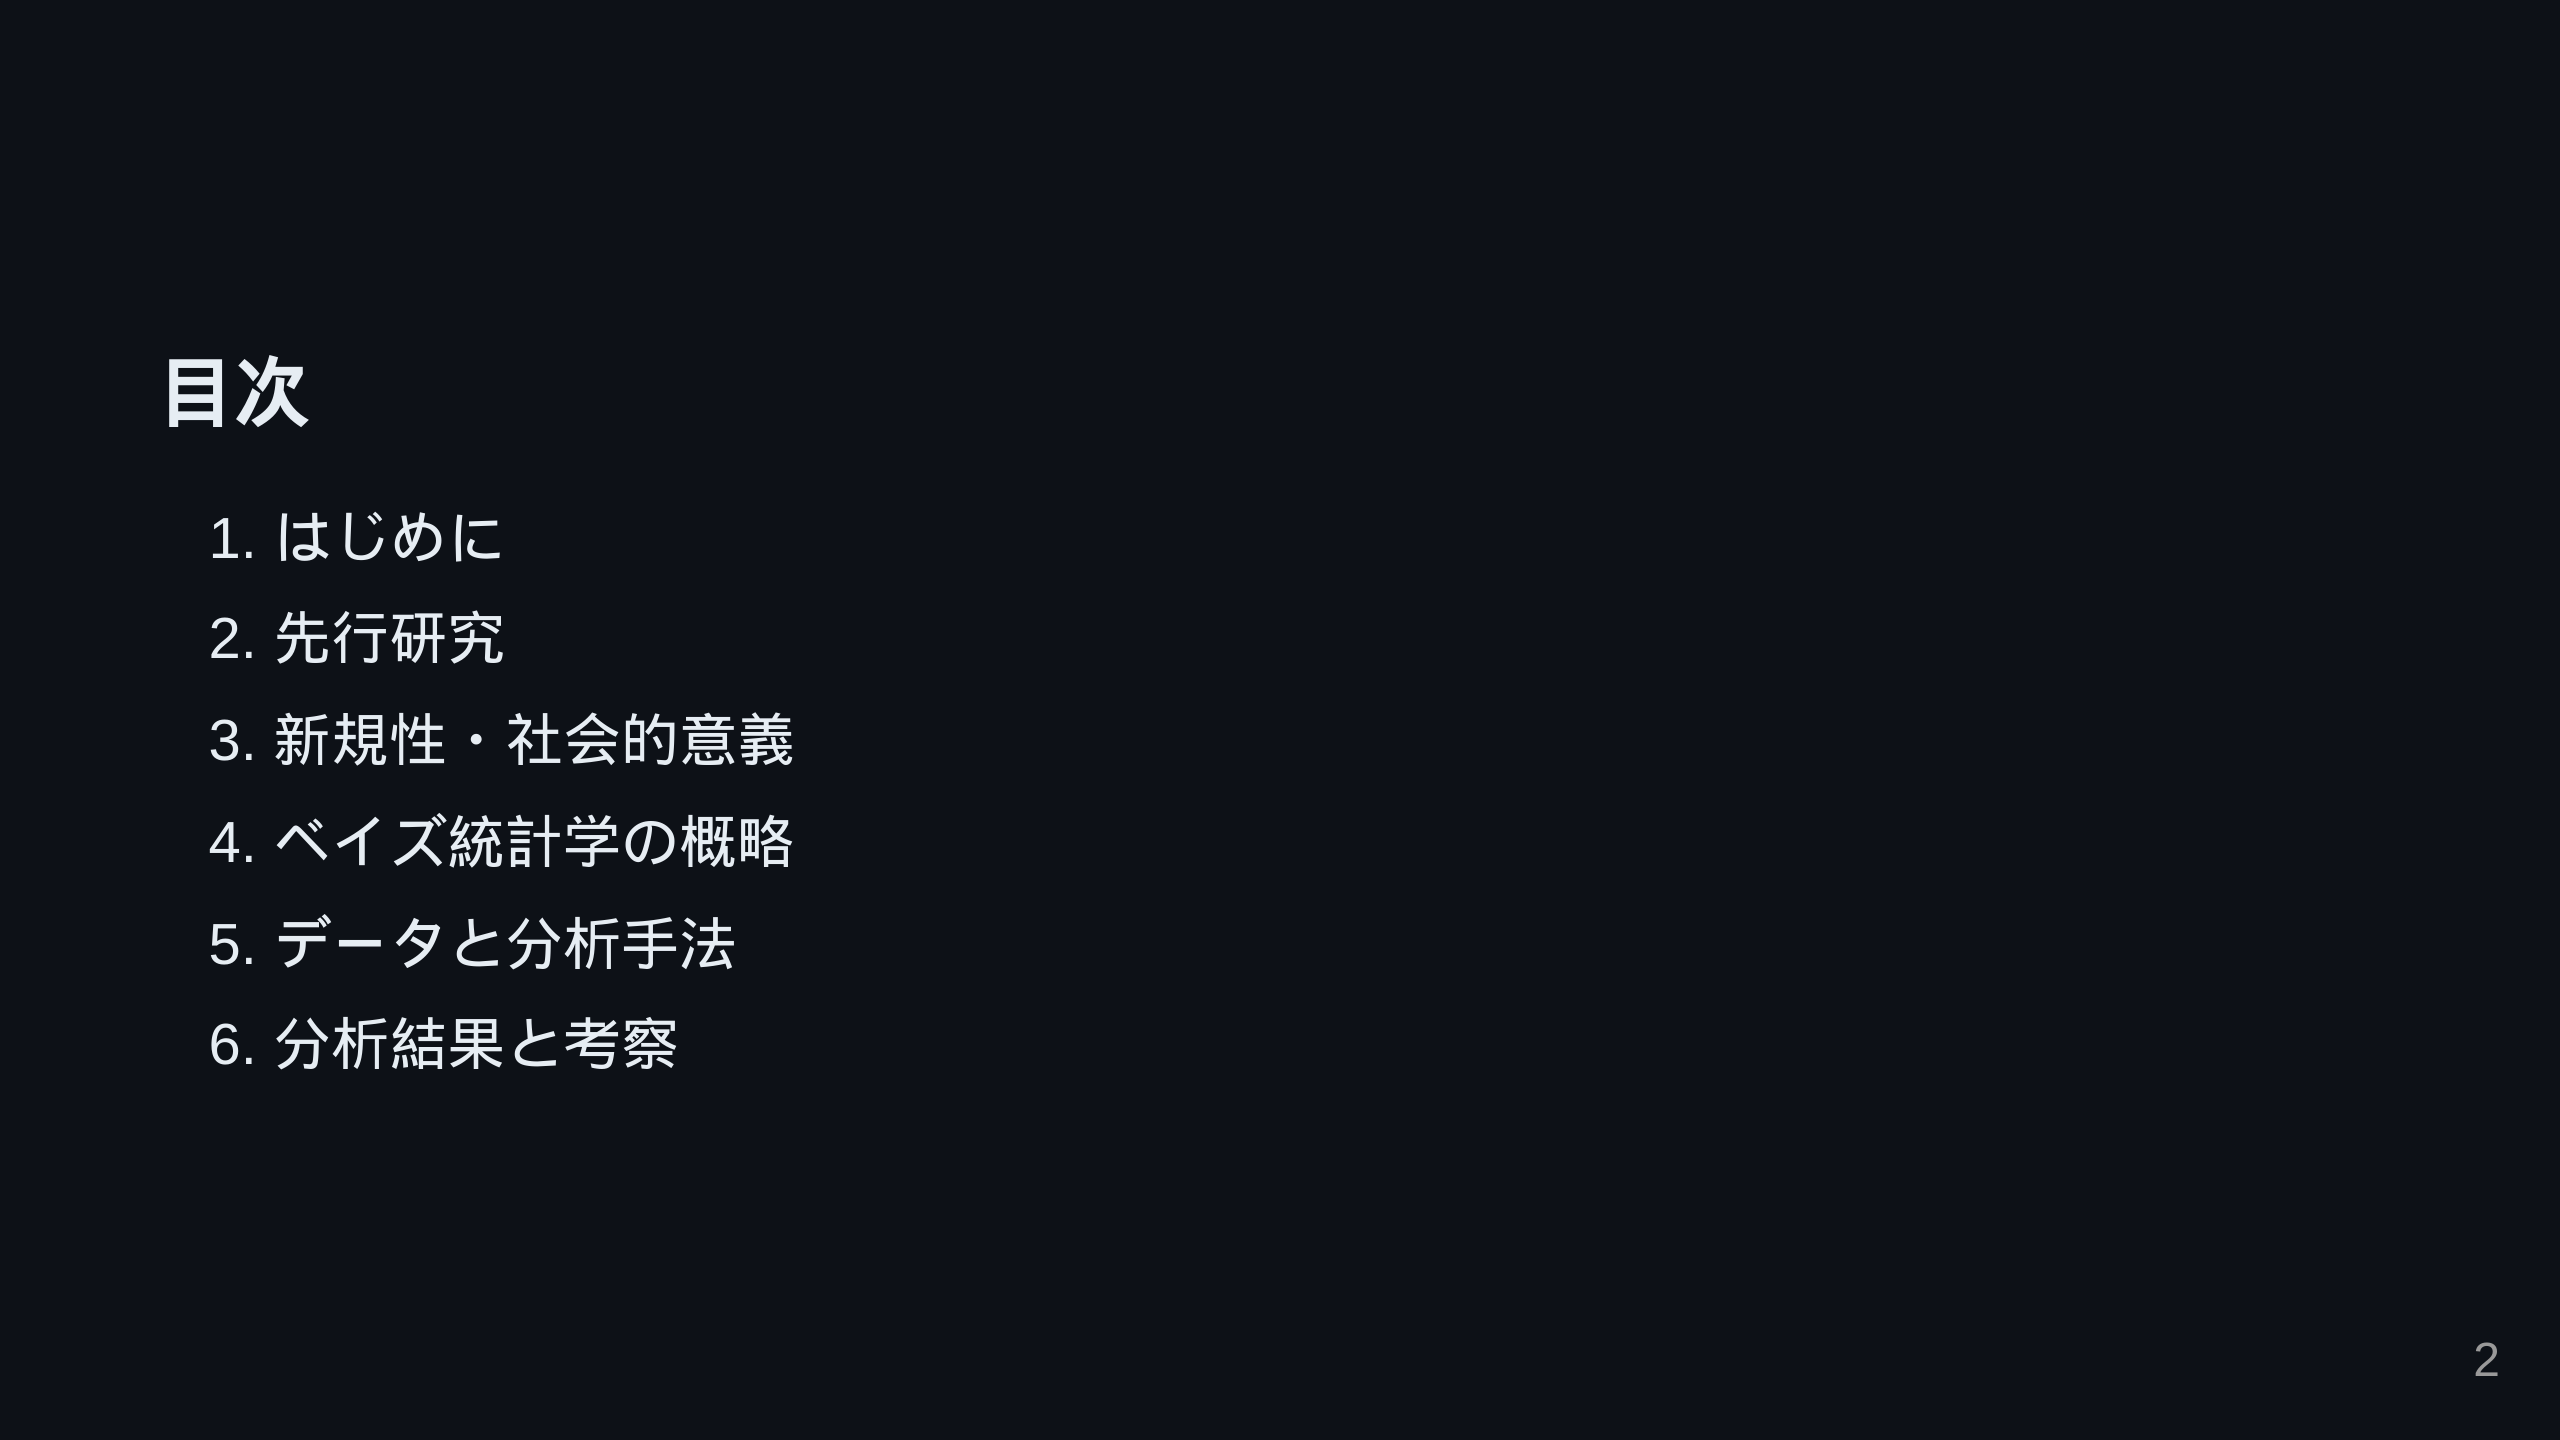 目次
1. はじめに
2. 先行研究
3. 新規性・社会的意義
4. ベイズ統計学の概略
5. データと分析手法
6. 分析結果と考察
2